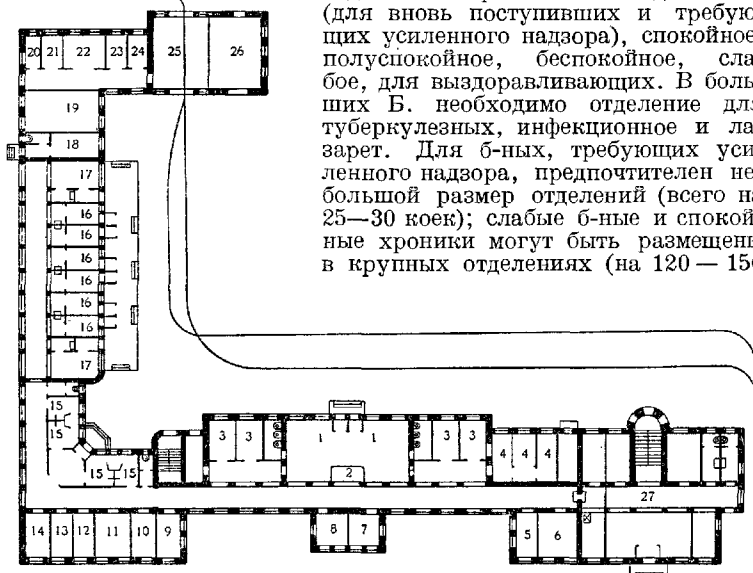 (для вновь поступивших и требую
щих усиленного надзора), спокойное
полуспокойное, беспокойное, сла
бое, для выздоравливающих. В боль
ших Б. необходимо отделение для
туберкулезных, инфекционное и ла
зарет. Для б-ных, требующих уси
ленного надзора, предпочтителен не
большой размер отделений (всего на
25—30 коек); слабые б-ные и спокой
ные хроники могут быть размещены
в крупных отделениях (на 120 — 150
20 21 22 23 24 25 26
19
18
17
16
16
16
16
16
16
17
15
15
15 15
3 3 1 1 3 3 4 4 4
2
27
14 13 12 11 10 9 8 7 5 6